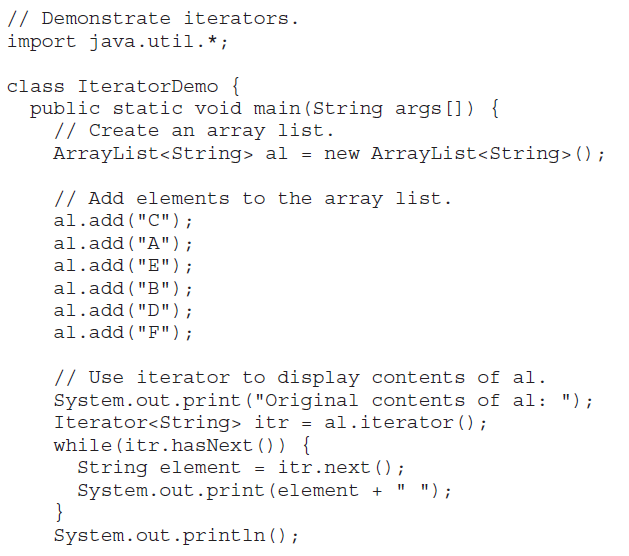 // Demonstrate iterators.
import java.util.*;

class IteratorDemo {
  public static void main(String args[]) {
    // Create an array list.
    ArrayList<String> al = new ArrayList<String>();

    // Add elements to the array list.
    al.add("C");
    al.add("A");
    al.add("E");
    al.add("B");
    al.add("D");
    al.add("F");

    // Use iterator to display contents of al.
    System.out.print("Original contents of al: ");
    Iterator<String> itr = al.iterator();
    while(itr.hasNext()) {
      String element = itr.next();
      System.out.print(element + " ");
    }
    System.out.println();